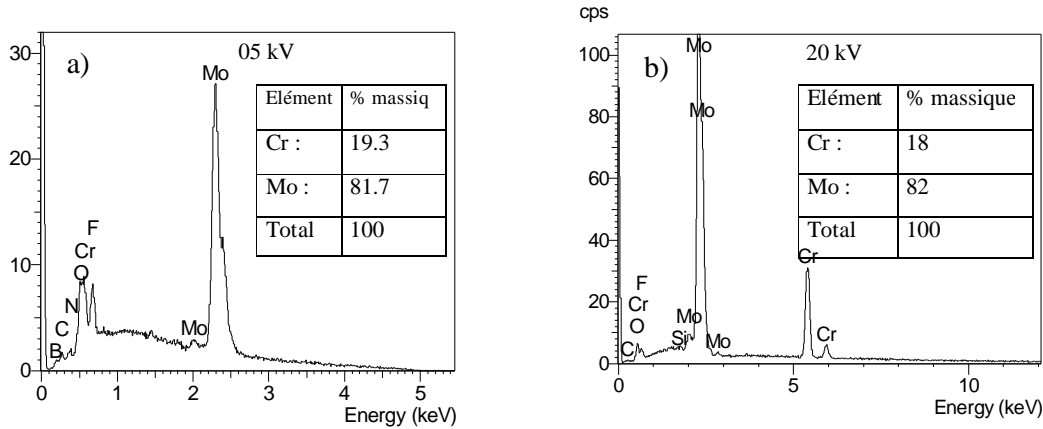 a)
05 kV
30
20
10
0
Mo
F
Cr
O
N
C
B
Mo
Elément % massiq
Cr : 19.3
Mo : 81.7
Total 100
0 1 2 3 4 5
Energy (keV)
cps
b)
20 kV
100
80
60
40
20
0
Mo
Mo
F
Cr
O
C
Mo
Si
Mo
Cr
Cr
Elément % massique
Cr : 18
Mo : 82
Total 100
0 5 10
Energy (keV)